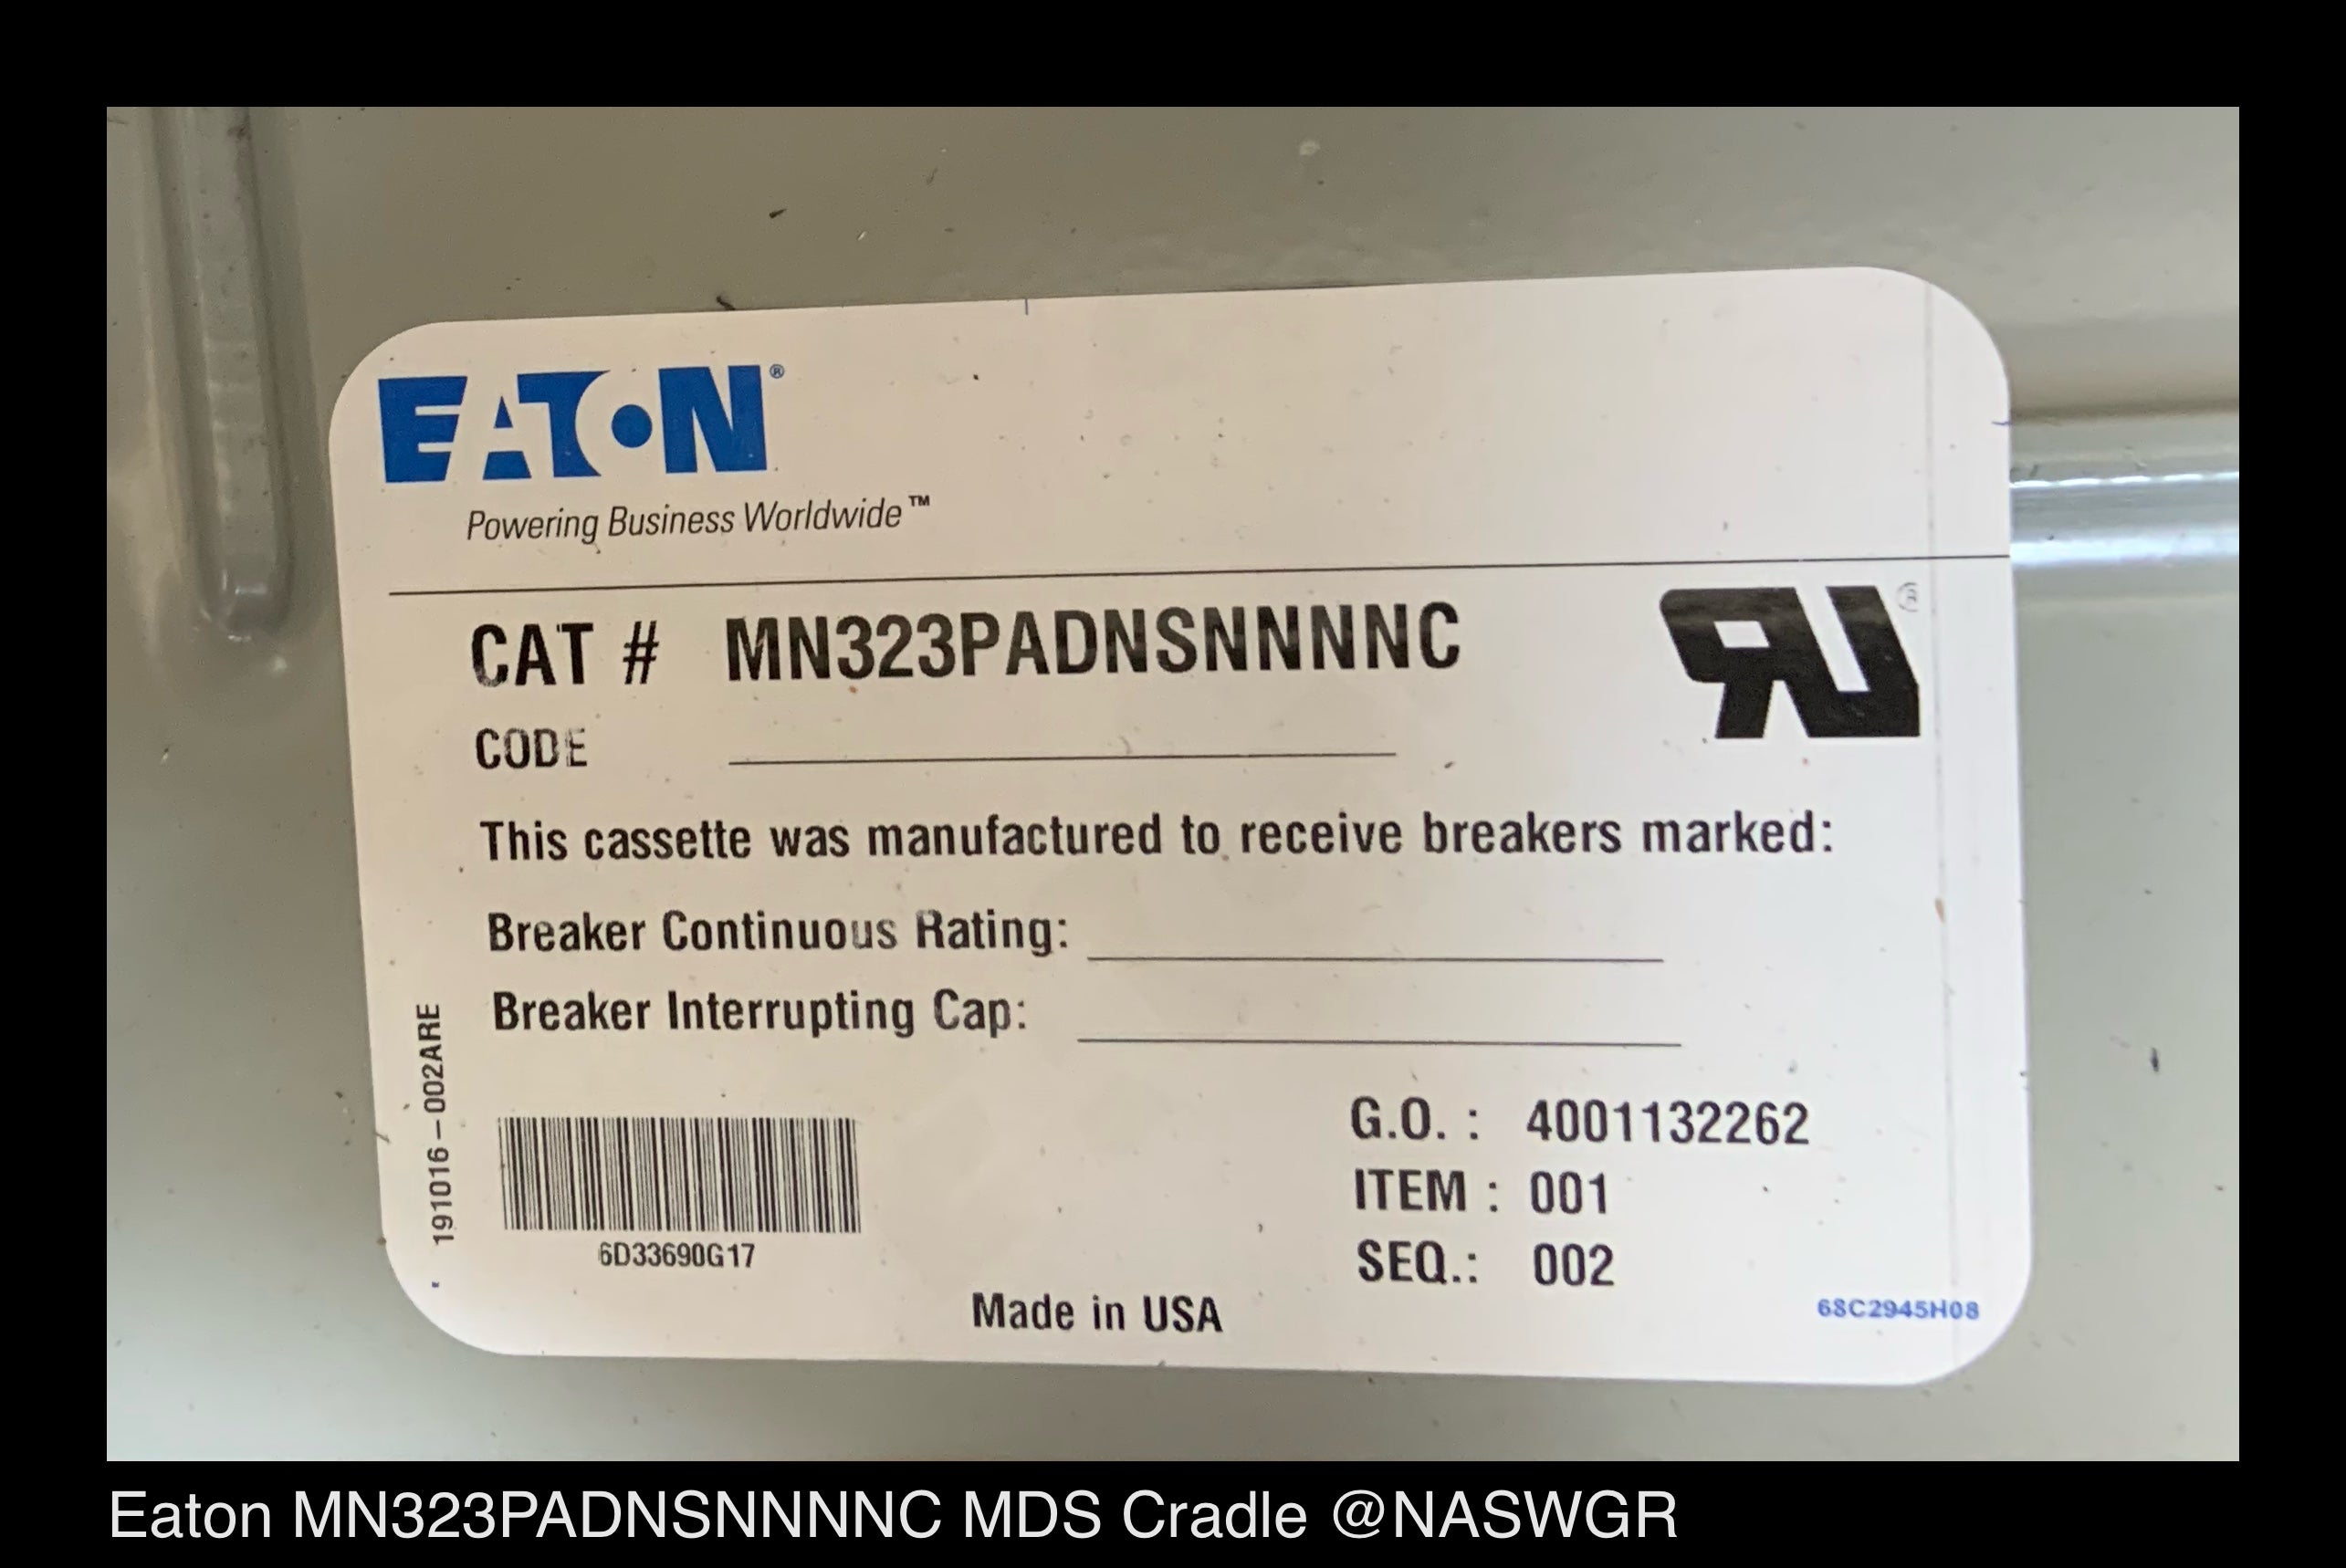 EATON®
Powering Business Worldwide™
CAT # MN323PADNSNNNNC
CODE
This cassette was manufactured to receive breakers marked:
Breaker Continuous Rating:
Breaker Interrupting Cap:
191016-002ARE
6D33690G17
G.O. : 4001132262
ITEM : 001
SEQ.: 002
Made in USA
68C2945H08
Eaton MN323PADNSNNNNC MDS Cradle @NASWGR